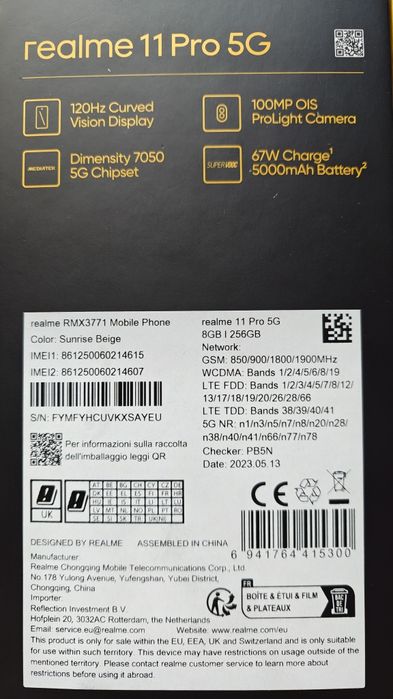 realme 11 Pro 5G
120Hz Curved
Vision Display
100MP OIS
ProLight Camera
MEDIATEK
Dimensity 7050
5G Chipset
SUPERVOOC
67W Charge¹
5000mAh Battery²
realme RMX3771 Mobile Phone
Color: Sunrise Beige
IMEI1: 861250060214615
IMEI2: 861250060214607
S/N: FYMFYHCUVKXSAYEU
Per informazioni sulla raccolta
dell'imballaggio leggi QR
realme 11 Pro 5G
8GB | 256GB
Network:
GSM: 850/900/1800/1900MHz
WCDMA: Bands 1/2/4/5/6/8/19
LTE FDD: Bands 1/2/3/4/5/7/8/12/
13/17/18/19/20/26/28/66
LTE TDD: Bands 38/39/40/41
5G NR: n1/n3/n5/n7/n8/n20/n28/
n38/n40/n41/n66/n77/n78
Checker: PB5N
Date: 2023.05.13
UK
AT BE BG CH CY CZ DE
DK EE EL ES FI FR HR
HU IE IS IT LI LT LU
LV MT NL NO PL PT RO
SE SI SK TR UK(NI)
CE
DESIGNED BY REALME ASSEMBLED IN CHINA
6 941764 415300
Manufacturer:
Realme Chongqing Mobile Telecommunications Corp., Ltd.
No.178 Yulong Avenue, Yufengshan, Yubei District,
Chongqing, China
Importer:
Reflection Investment B.V.
Hofplein 20, 3032AC Rotterdam, the Netherlands
Email: service.eu@realme.com Website: www.realme.com/eu
FR
BOÎTE & ÉTUI & FILM
& PLATEAUX
BAC
DE
TRI
This product is only for sale within the EU, EEA, UK and Switzerland and is only suitable
for use within such territory. This device may have restrictions on usage outside of the
mentioned territory. Please contact realme customer service to learn more about
restrictions before using it abroad.